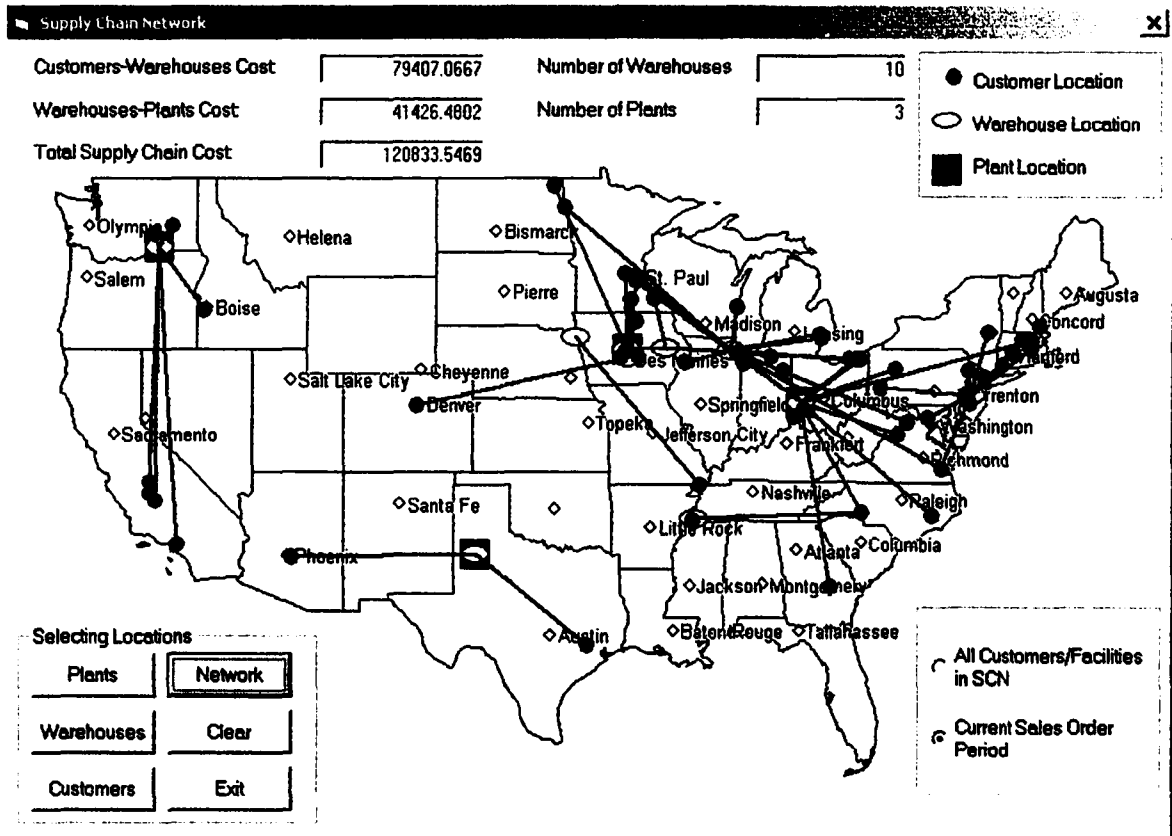 Supply Chain Network
Customers-Warehouses Cost 79407.0667 Number of Warehouses 10
Warehouses-Plants Cost 41426.4802 Number of Plants 3
Total Supply Chain Cost 120833.5469
Customer Location
Warehouse Location
Plant Location
Olympia
Helena
Bismarck
Salem
St. Paul
Boise
Pierre
Augusta
Madison
Lansing
Concord
Des Moines
Hartford
Salt Lake City
Cheyenne
Denver
Springfield
Columbus
Trenton
Sacramento
Topeka
Jefferson City
Frankfort
Washington
Richmond
Santa Fe
Nashville
Raleigh
Little Rock
Phoenix
Atlanta
Columbia
Jackson
Montgomery
Austin
Baton Rouge
Tallahassee
Selecting Locations
Plants Network
Warehouses Clear
Customers Exit
All Customers/Facilities
in SCN
Current Sales Order
Period